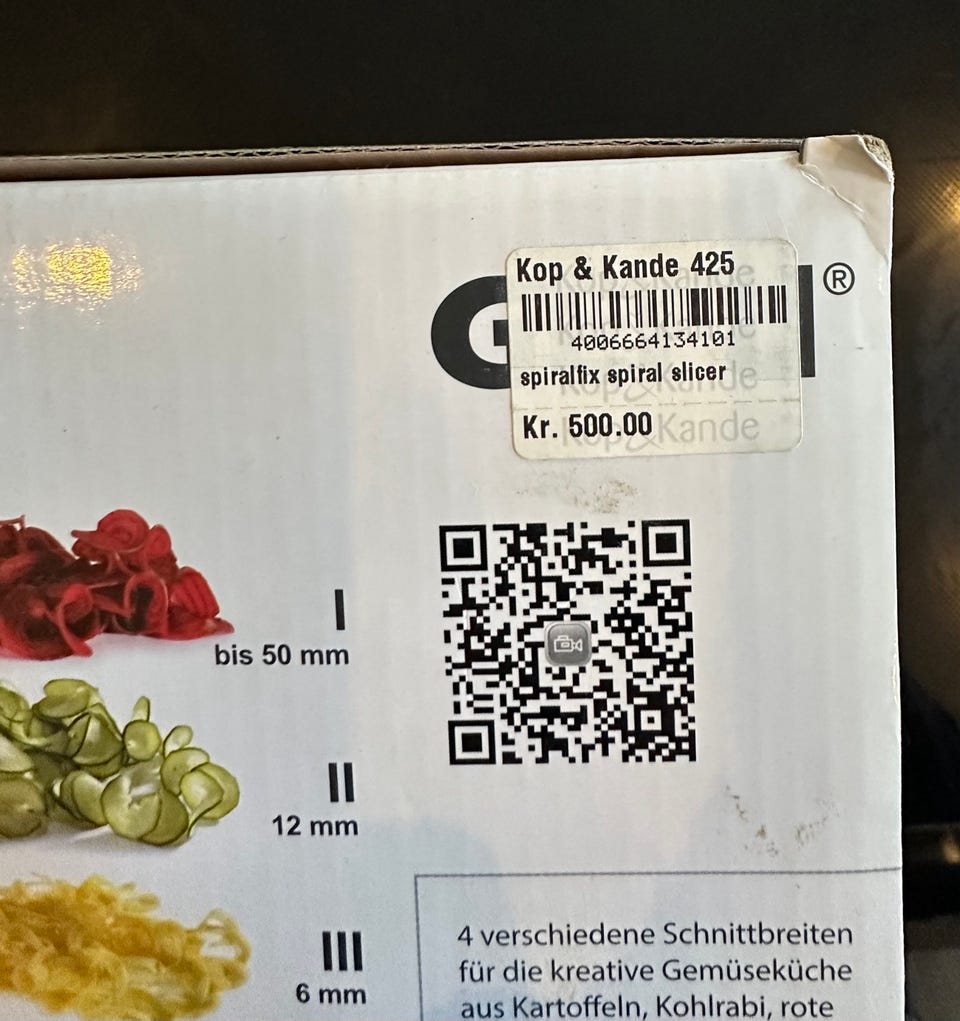 Kop & Kande 425
4006664134101
spiralfix spiral slicer
Kr. 500.00
®
I
bis 50 mm
II
12 mm
III
6 mm
4 verschiedene Schnittbreiten
für die kreative Gemüseküche
aus Kartoffeln, Kohlrabi, rote